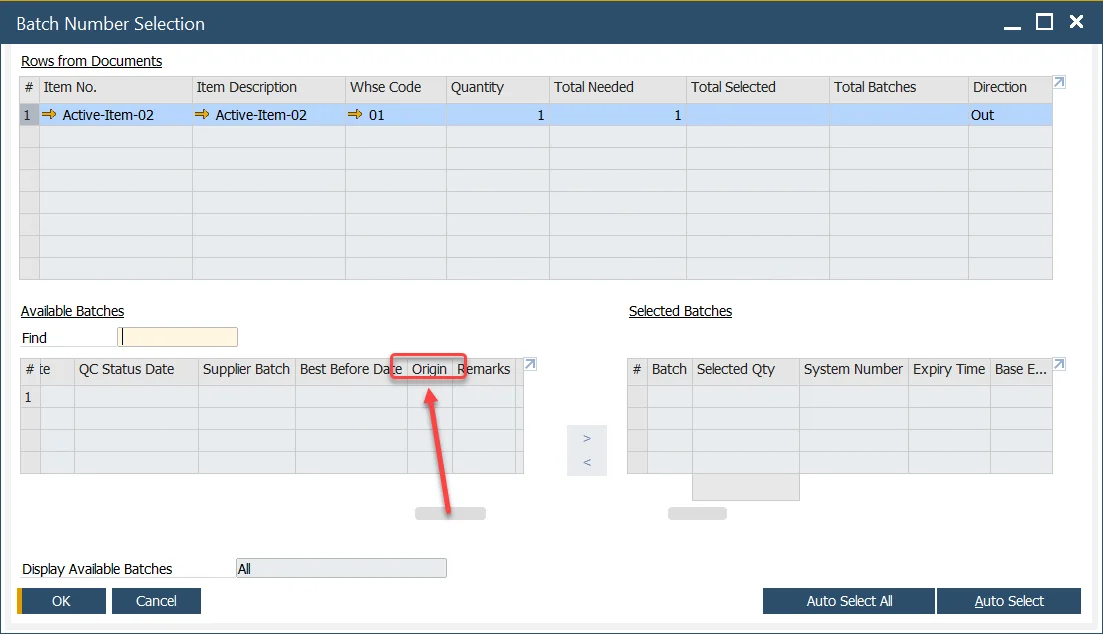 Batch Number Selection
Rows from Documents
# Item No. Item Description Whse Code Quantity Total Needed Total Selected Total Batches Direction
1 Active-Item-02 Active-Item-02 01 1 1 Out
Available Batches Selected Batches
Find
# te QC Status Date Supplier Batch Best Before Date Origin Remarks # Batch Selected Qty System Number Expiry Time Base E...
1
>
<
Display Available Batches All
OK Cancel Auto Select All Auto Select